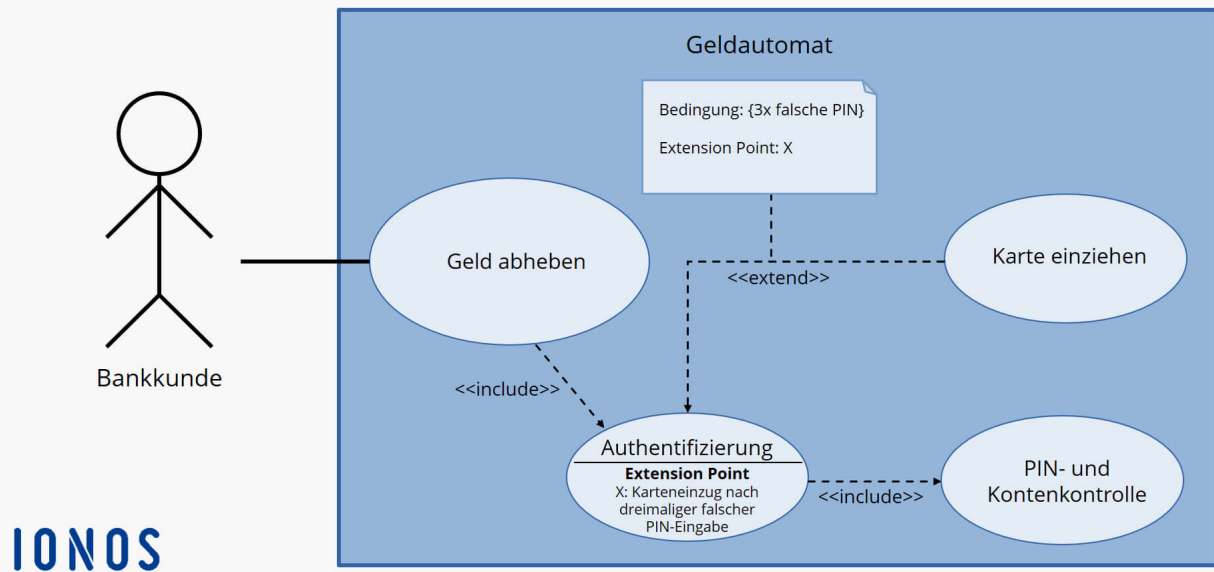 Geldautomat
Bedingung: {3x falsche PIN}
Extension Point: X
Geld abheben
Karte einziehen
<<extend>>
Bankkunde
<<include>>
Authentifizierung
Extension Point
X: Karteneinzug nach
dreimaliger falscher
PIN-Eingabe
<<include>>
PIN- und
Kontenkontrolle
IONOS